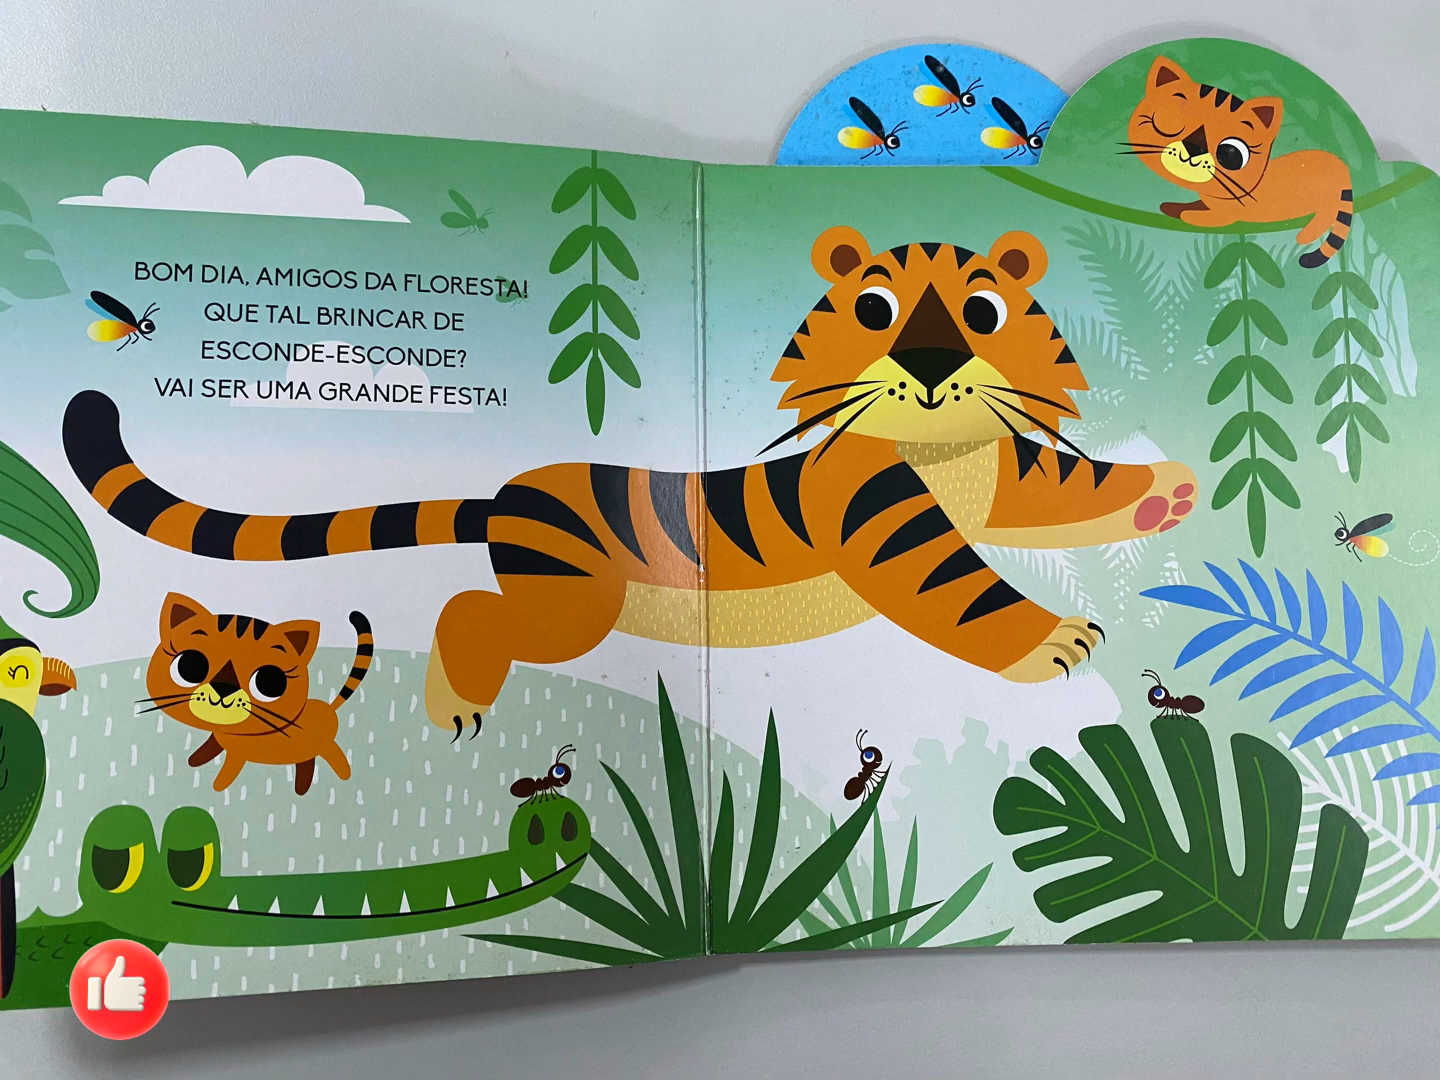 BOM DIA, AMIGOS DA FLORESTA!
QUE TAL BRINCAR DE
ESCONDE-ESCONDE?
VAI SER UMA GRANDE FESTA!